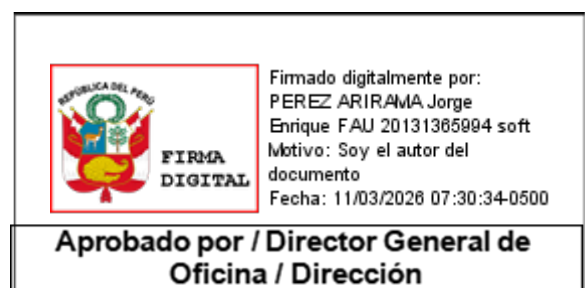 REPÚBLICA DEL PERÚ
FIRMA
DIGITAL
Firmado digitalmente por:
PEREZ ARIRAMA Jorge
Enrique FAU 20131365994 soft
Motivo: Soy el autor del
documento
Fecha: 11/03/2026 07:30:34-0500
Aprobado por / Director General de
Oficina / Dirección